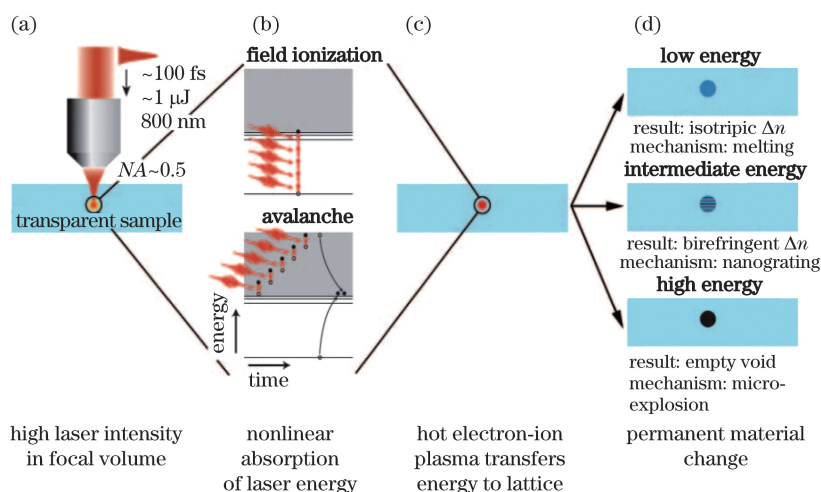 (a)
(b)
(c)
(d)
~100 fs
~1 μJ
800 nm
NA~0.5
transparent sample
field ionization
avalanche
energy
time
low energy
result: isotripic Δn
mechanism: melting
intermediate energy
result: birefringent Δn
mechanism: nanograting
high energy
result: empty void
mechanism: micro-
explosion
high laser intensity
in focal volume
nonlinear
absorption
of laser energy
hot electron-ion
plasma transfers
energy to lattice
permanent material
change